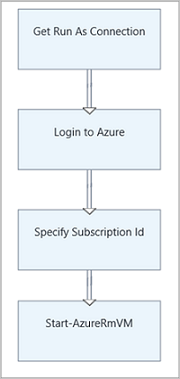 Get Run As Connection
Login to Azure
Specify Subscription Id
Start-AzureRmVM